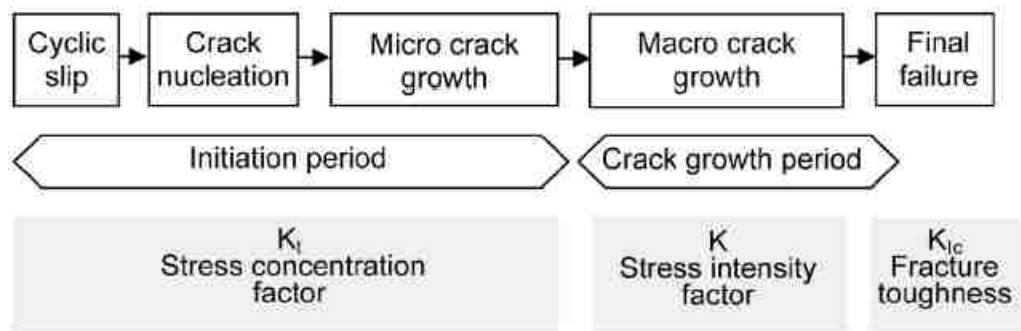 Cyclic
slip
Crack
nucleation
Micro crack
growth
Macro crack
growth
Final
failure
Initiation period
Crack growth period
Kt
Stress concentration
factor
K
Stress intensity
factor
KIc
Fracture
toughness